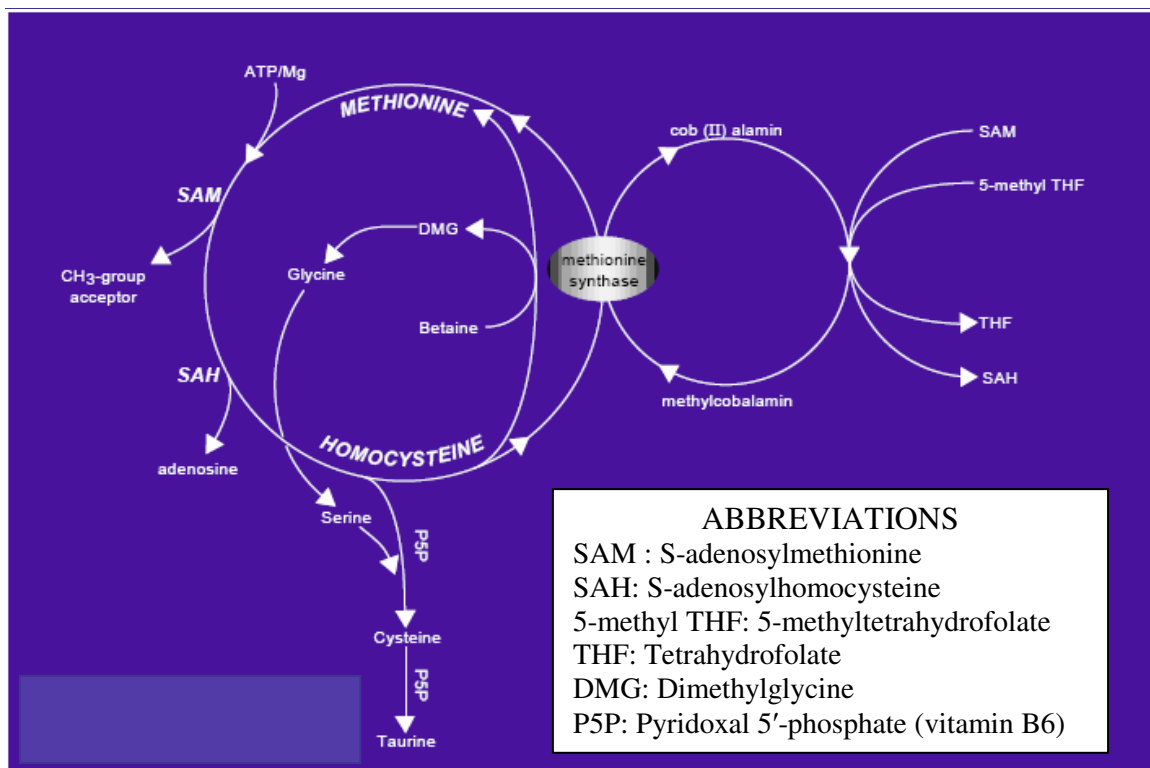 ATP/Mg
METHIONINE
cob (II) alamin
SAM
5-methyl THF
SAM
DMG
Glycine
methionine
synthase
CH3-group
acceptor
Betaine
THF
SAH
SAH
methylcobalamin
HOMOCYSTEINE
adenosine
Serine
P5P
Cysteine
P5P
Taurine
ABBREVIATIONS
SAM : S-adenosylmethionine
SAH: S-adenosylhomocysteine
5-methyl THF: 5-methyltetrahydrofolate
THF: Tetrahydrofolate
DMG: Dimethylglycine
P5P: Pyridoxal 5′-phosphate (vitamin B6)